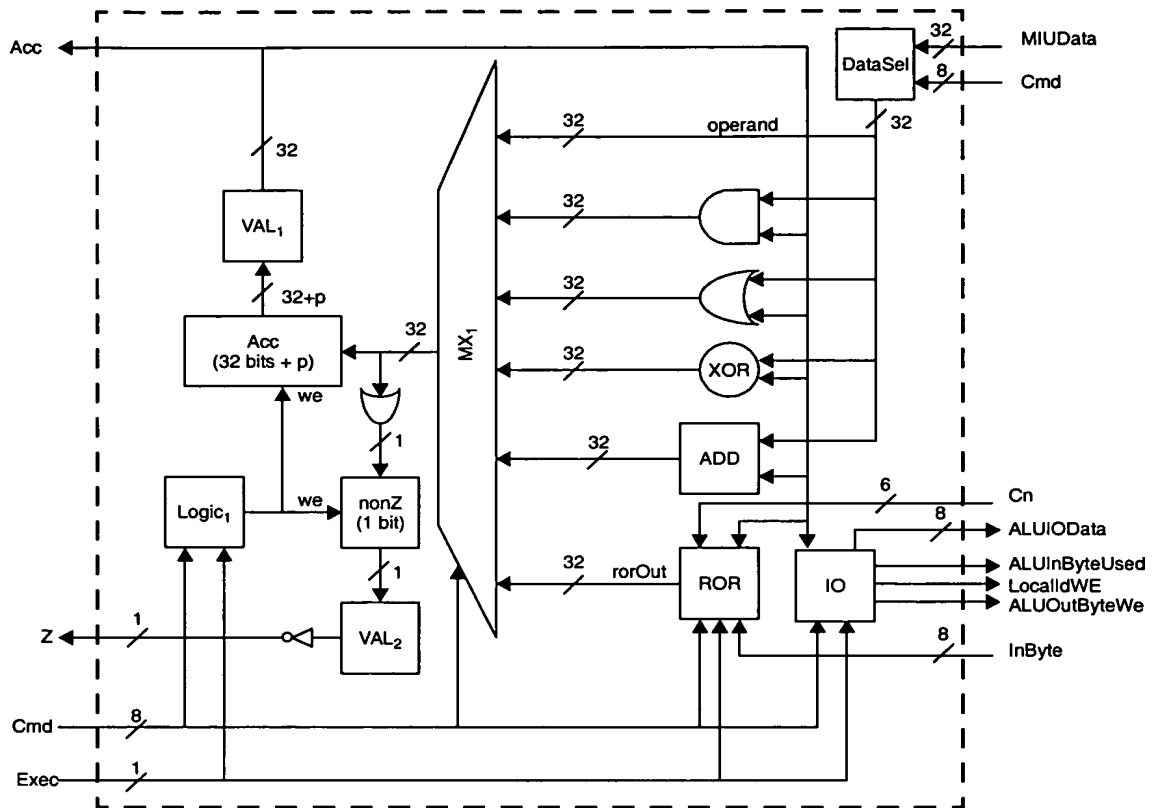 Acc
32
MIUData
DataSel
8
Cmd
32
32
operand
32
32
VAL1
32+p
32
Acc
(32 bits + p)
32
MX1
32
XOR
we
1
32
ADD
6
Cn
Logic1
we
nonZ
(1 bit)
8
ALUIOData
1
32
rorOut
ROR
IO
ALUInByteUsed
LocalIdWE
ALUOutByteWe
Z
1
VAL2
8
InByte
Cmd
8
Exec
1